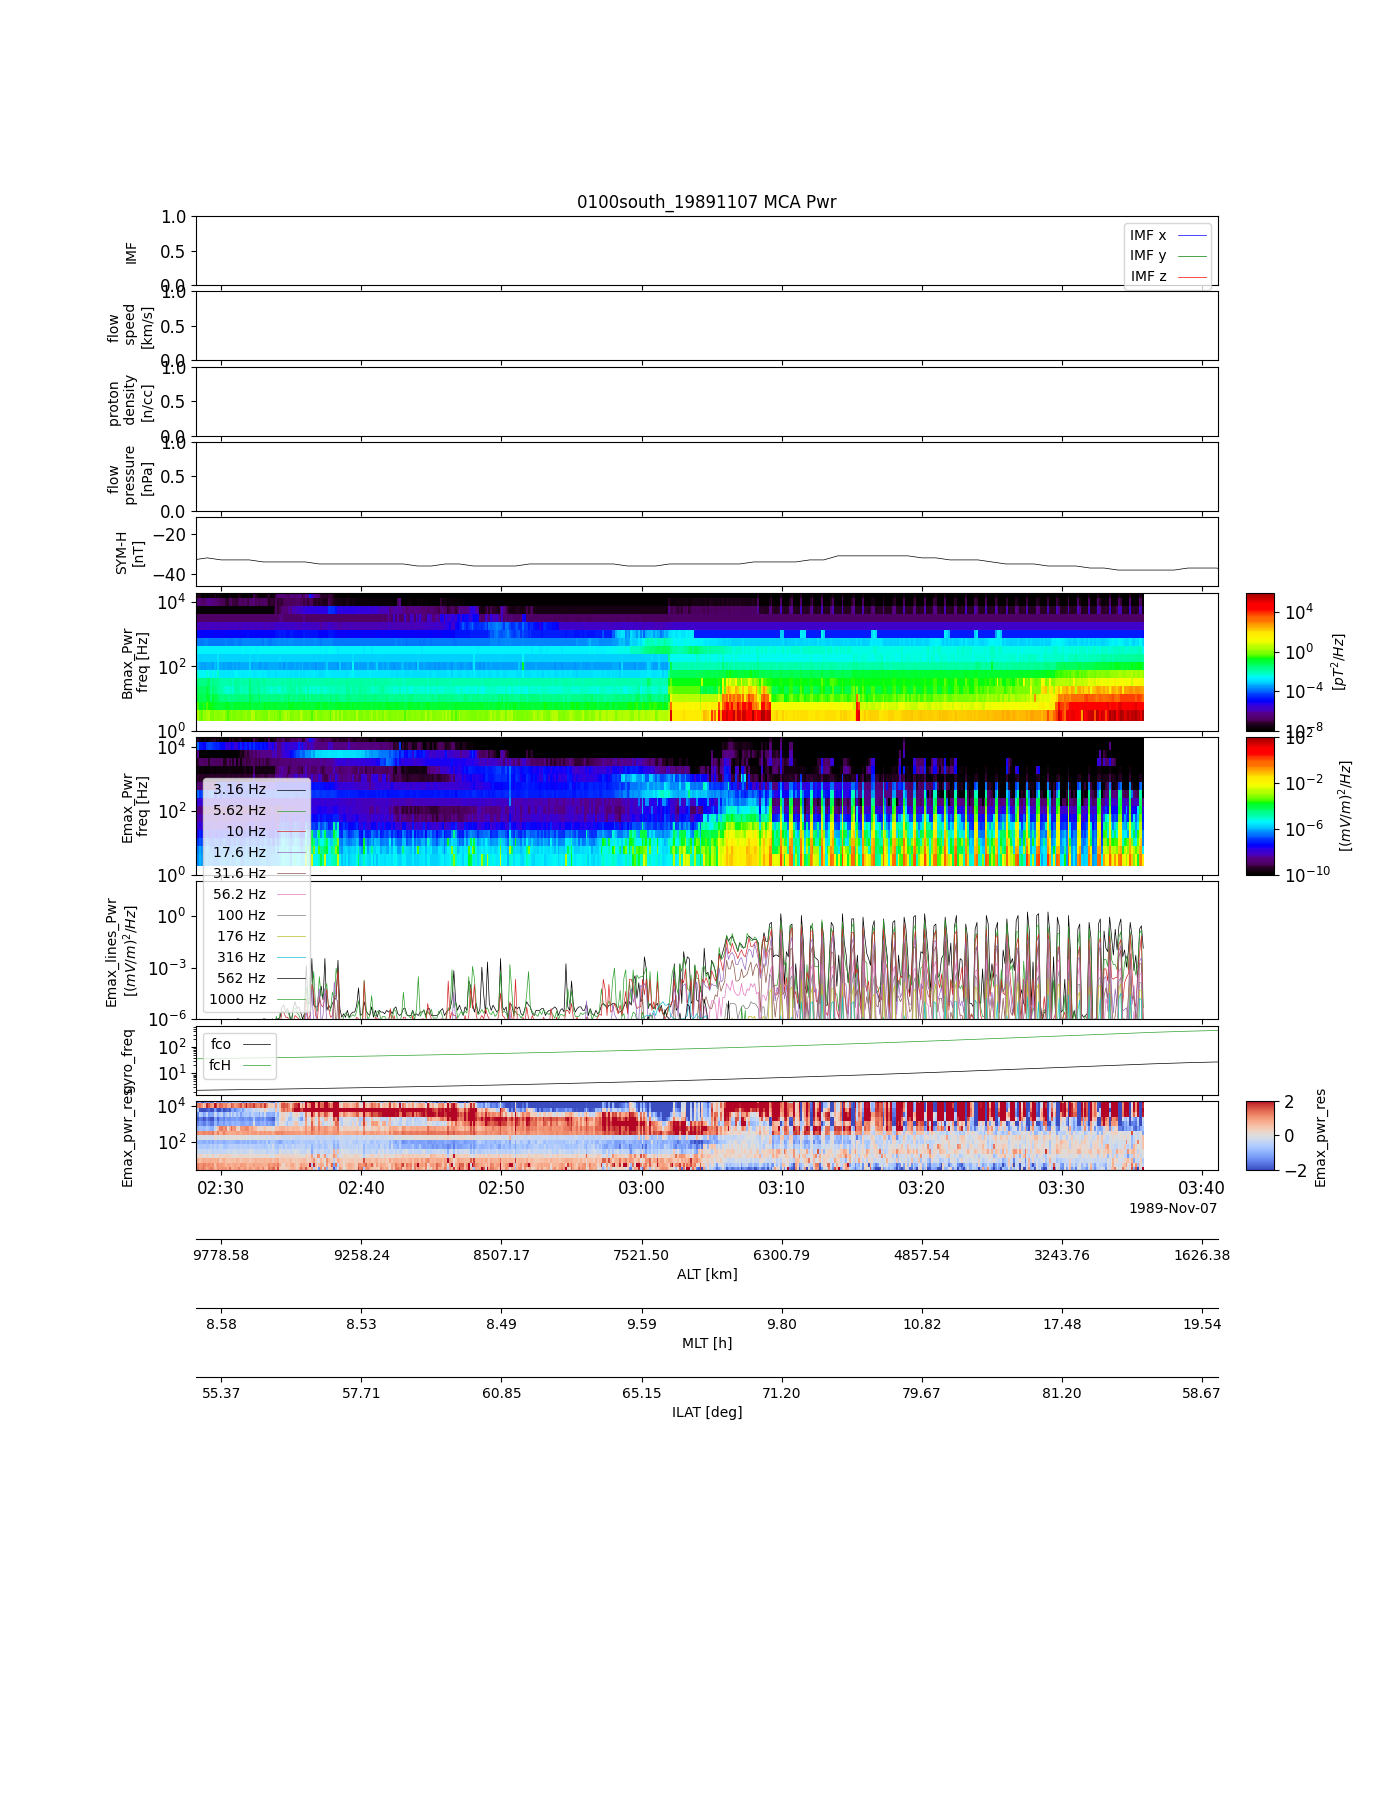 0100south_19891107 MCA Pwr
1.0
0.5
0.0
IMF
IMF x
IMF y
IMF z
1.0
0.5
0.0
flow
speed
[km/s]
1.0
0.5
0.0
proton
density
[n/cc]
1.0
0.5
0.0
flow
pressure
[nPa]
−20
−40
SYM-H
[nT]
10^4
10^2
10^0
Bmax_Pwr
freq [Hz]
10^4
10^0
10^−4
10^−8
[pT^2/Hz]
10^4
10^2
10^0
Emax_Pwr
freq [Hz]
10^2
10^−2
10^−6
10^−10
[(mV/m)^2/Hz]
3.16 Hz
5.62 Hz
10 Hz
17.6 Hz
31.6 Hz
56.2 Hz
100 Hz
176 Hz
316 Hz
562 Hz
1000 Hz
10^0
10^−3
10^−6
Emax_lines_Pwr
[(mV/m)^2/Hz]
10^2
10^1
gyro_freq
fco
fcH
10^4
10^2
Emax_pwr_res
2
0
−2
Emax_pwr_res
02:30 02:40 02:50 03:00 03:10 03:20 03:30 03:40
1989-Nov-07
9778.58 9258.24 8507.17 7521.50 6300.79 4857.54 3243.76 1626.38
ALT [km]
8.58 8.53 8.49 9.59 9.80 10.82 17.48 19.54
MLT [h]
55.37 57.71 60.85 65.15 71.20 79.67 81.20 58.67
ILAT [deg]